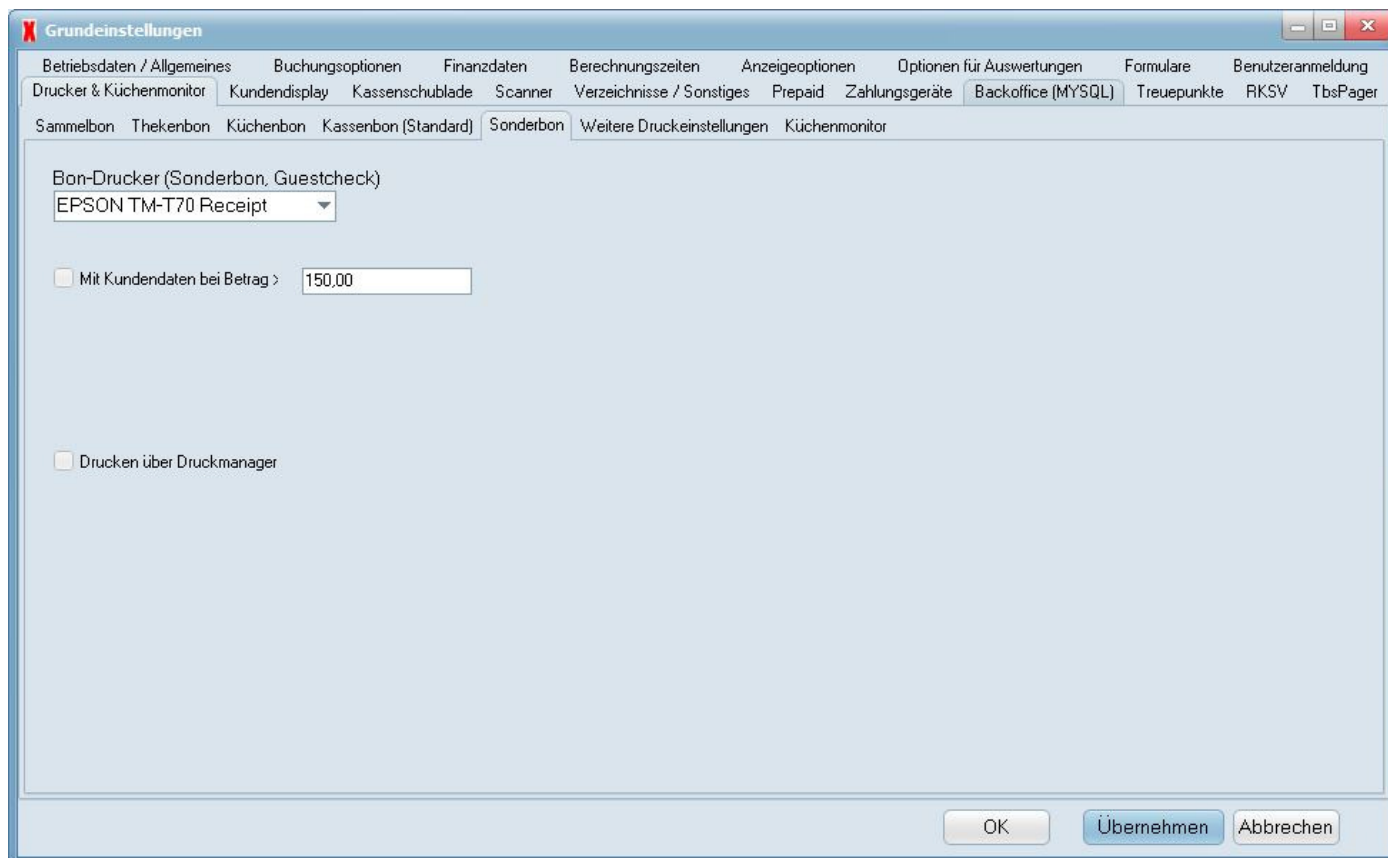 Grundeinstellungen
Betriebsdaten / Allgemeines Buchungsoptionen Finanzdaten Berechnungszeiten Anzeigeoptionen Optionen für Auswertungen Formulare Benutzeranmeldung
Drucker & Küchenmonitor Kundendisplay Kassenschublade Scanner Verzeichnisse / Sonstiges Prepaid Zahlungsgeräte Backoffice (MYSQL) Treuepunkte RKSV TbsPager
Sammelbon Thekenbon Küchenbon Kassenbon (Standard) Sonderbon Weitere Druckeinstellungen Küchenmonitor
Bon-Drucker (Sonderbon, Guestcheck)
EPSON TM-T70 Receipt
Mit Kundendaten bei Betrag > 150,00
Drucken über Druckmanager
OK Übernehmen Abbrechen